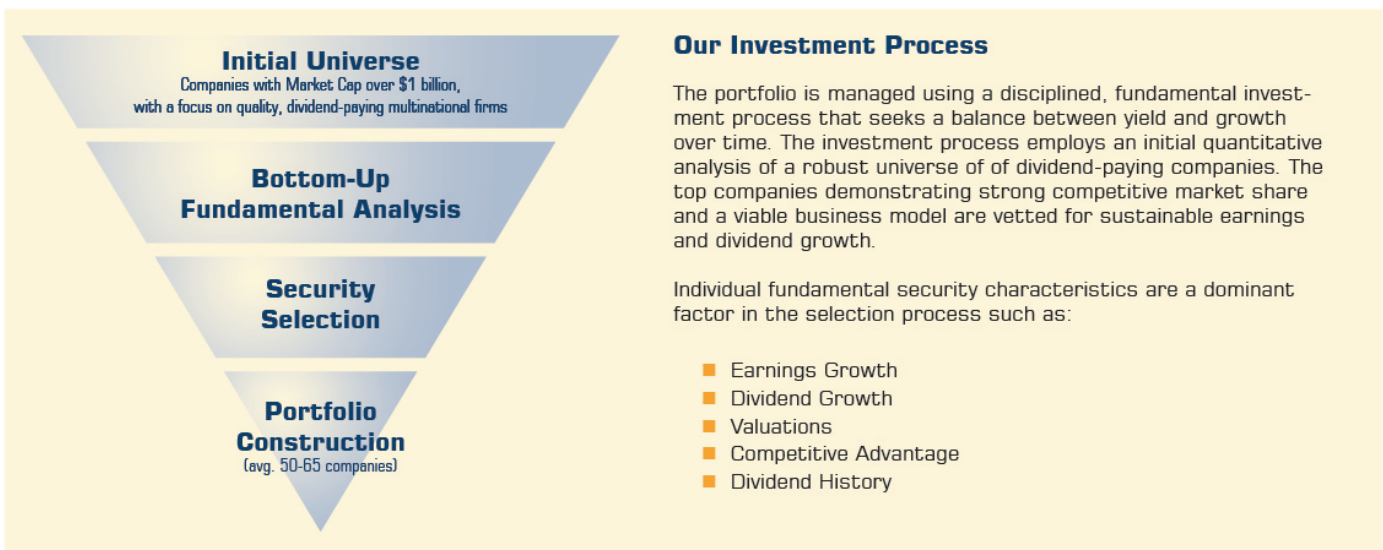 Initial Universe
Companies with Market Cap over $1 billion,
with a focus on quality, dividend-paying multinational firms
Bottom-Up
Fundamental Analysis
Security
Selection
Portfolio
Construction
(avg. 50-65 companies)
Our Investment Process
The portfolio is managed using a disciplined, fundamental invest-
ment process that seeks a balance between yield and growth
over time. The investment process employs an initial quantitative
analysis of a robust universe of of dividend-paying companies. The
top companies demonstrating strong competitive market share
and a viable business model are vetted for sustainable earnings
and dividend growth.
Individual fundamental security characteristics are a dominant
factor in the selection process such as:
Earnings Growth
Dividend Growth
Valuations
Competitive Advantage
Dividend History